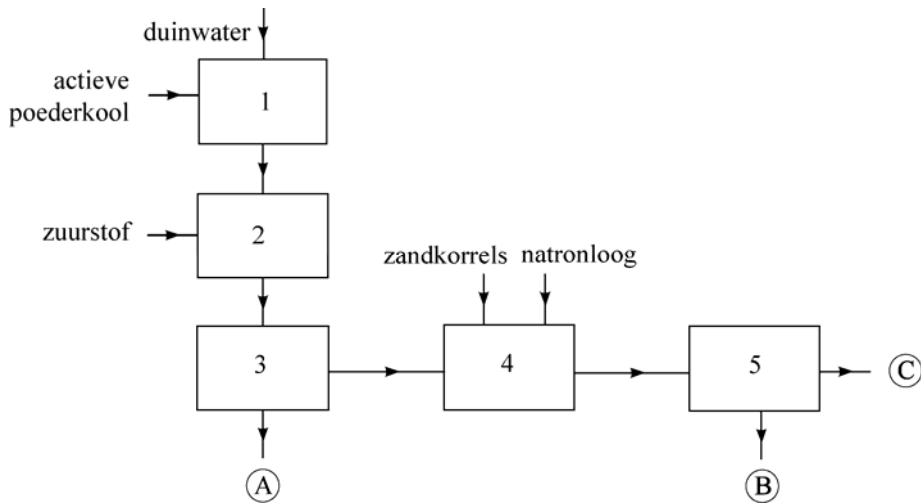 duinwater
actieve
poederkool
1
zuurstof
2
zandkorrels natronloog
3
4
5
C
A
B